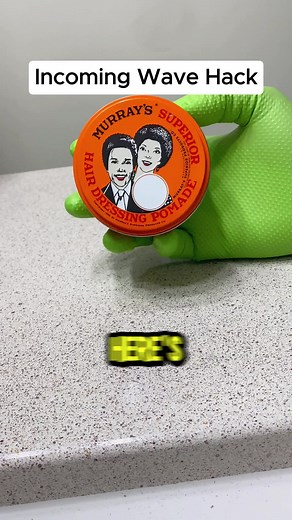 Incoming Wave Hack
MURRAY'S SUPERIOR
HAIR DRESSING POMADE
HERE'S